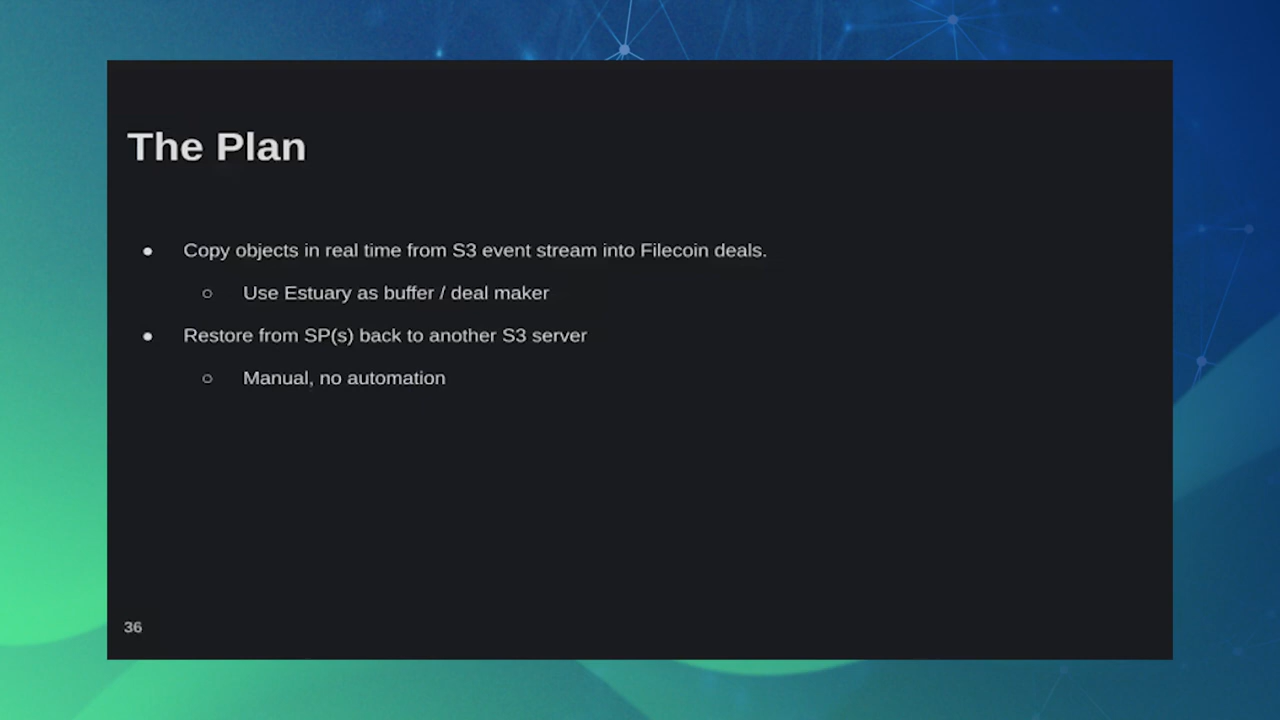 The Plan
● Copy objects in real time from S3 event stream into Filecoin deals.
○ Use Estuary as buffer / deal maker
● Restore from SP(s) back to another S3 server
○ Manual, no automation
36